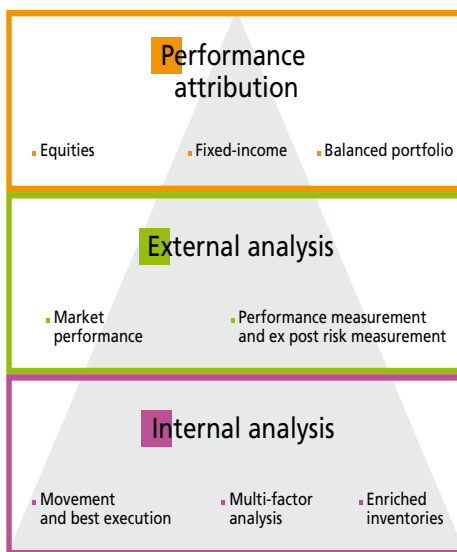 Performance
attribution
Equities
Fixed-income
Balanced portfolio
External analysis
Market
performance
Performance measurement
and ex post risk measurement
Internal analysis
Movement
and best execution
Multi-factor
analysis
Enriched
inventories